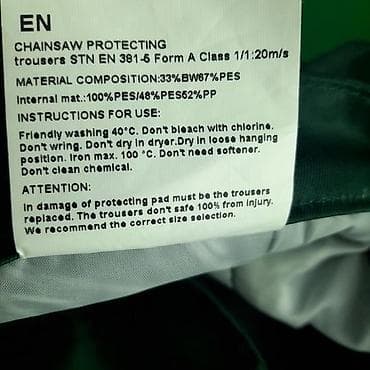 EN
CHAINSAW PROTECTING
trousers STN EN 381-5 Form A Class 1/1:20m/s
MATERIAL COMPOSITION:33%BW67%PES
Internal mat.:100%PES/48%PES52%PP
INSTRUCTIONS FOR USE:
Friendly washing 40°C. Don't bleach with chlorine.
Don't wring. Don't dry in dryer.Dry in loose hanging
position. Iron max. 100 °C. Don't need softener.
Don't clean chemical.
ATTENTION:
In damage of protecting pad must be the trousers
replaced. The trousers don't safe 100% from injury.
We recommend the correct size selection.